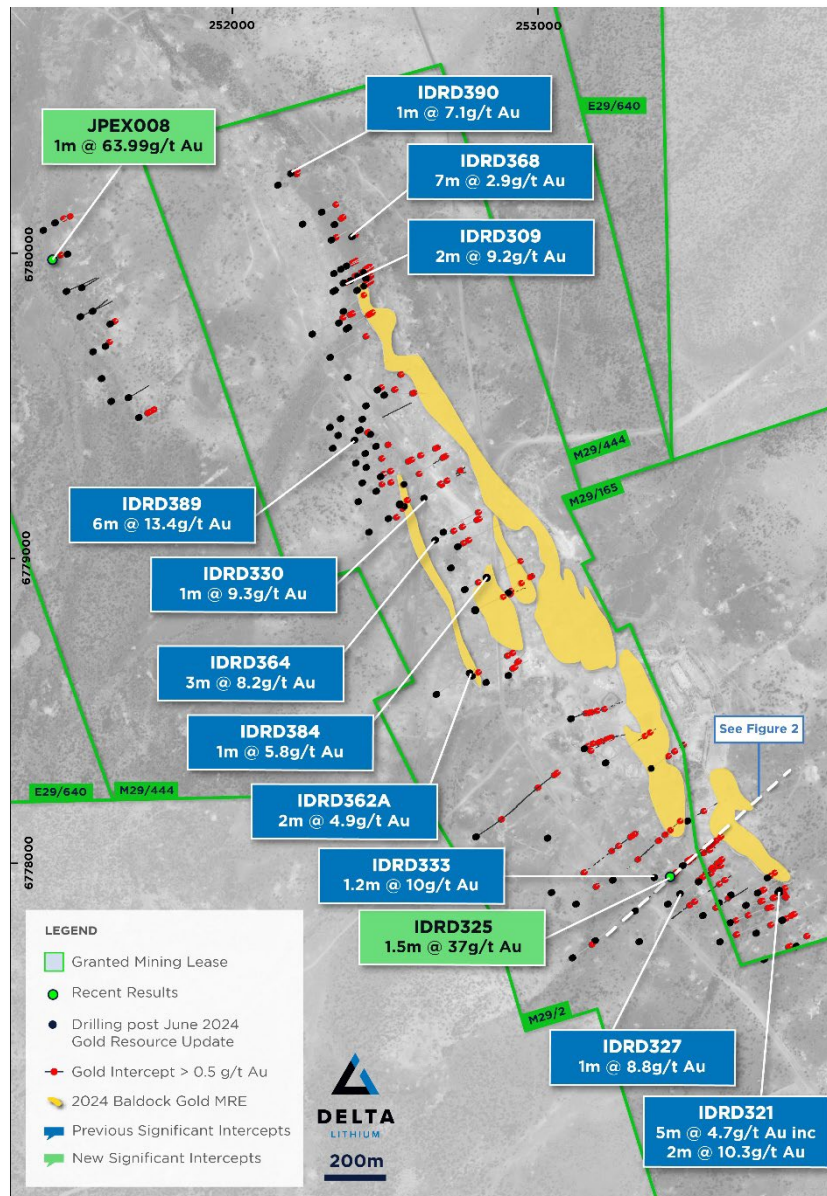 252000
253000
E29/640
IDRD390
1m @ 7.1g/t Au
JPEX008
1m @ 63.99g/t Au
IDRD368
7m @ 2.9g/t Au
IDRD309
2m @ 9.2g/t Au
6780000
M29/444
M29/165
IDRD389
6m @ 13.4g/t Au
6779000
IDRD330
1m @ 9.3g/t Au
IDRD364
3m @ 8.2g/t Au
IDRD384
1m @ 5.8g/t Au
See Figure 2
E29/640
M29/444
IDRD362A
2m @ 4.9g/t Au
6778000
IDRD333
1.2m @ 10g/t Au
IDRD325
1.5m @ 37g/t Au
M29/2
IDRD327
1m @ 8.8g/t Au
IDRD321
5m @ 4.7g/t Au inc
2m @ 10.3g/t Au
LEGEND
Granted Mining Lease
Recent Results
Drilling post June 2024
Gold Resource Update
Gold Intercept > 0.5 g/t Au
2024 Baldock Gold MRE
Previous Significant Intercepts
New Significant Intercepts
DELTA
LITHIUM
200m